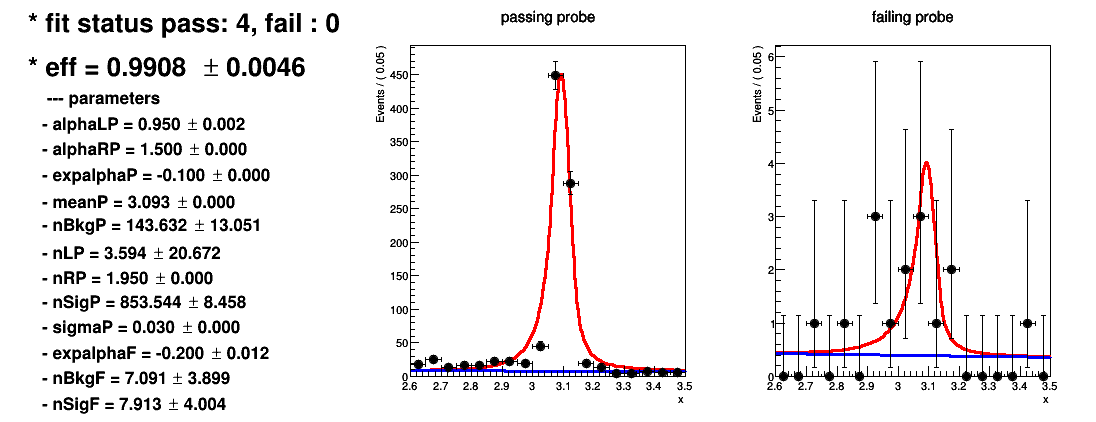 * fit status pass: 4, fail : 0
* eff = 0.9908 ± 0.0046
--- parameters
- alphaLP = 0.950 ± 0.002
- alphaRP = 1.500 ± 0.000
- expalphaP = -0.100 ± 0.000
- meanP = 3.093 ± 0.000
- nBkgP = 143.632 ± 13.051
- nLP = 3.594 ± 20.672
- nRP = 1.950 ± 0.000
- nSigP = 853.544 ± 8.458
- sigmaP = 0.030 ± 0.000
- expalphaF = -0.200 ± 0.012
- nBkgF = 7.091 ± 3.899
- nSigF = 7.913 ± 4.004
passing probe
Events / ( 0.05 )
450
400
350
300
250
200
150
100
50
0
2.6 2.7 2.8 2.9 3 3.1 3.2 3.3 3.4 3.5
x
failing probe
Events / ( 0.05 )
6
5
4
3
2
1
0
2.6 2.7 2.8 2.9 3 3.1 3.2 3.3 3.4 3.5
x